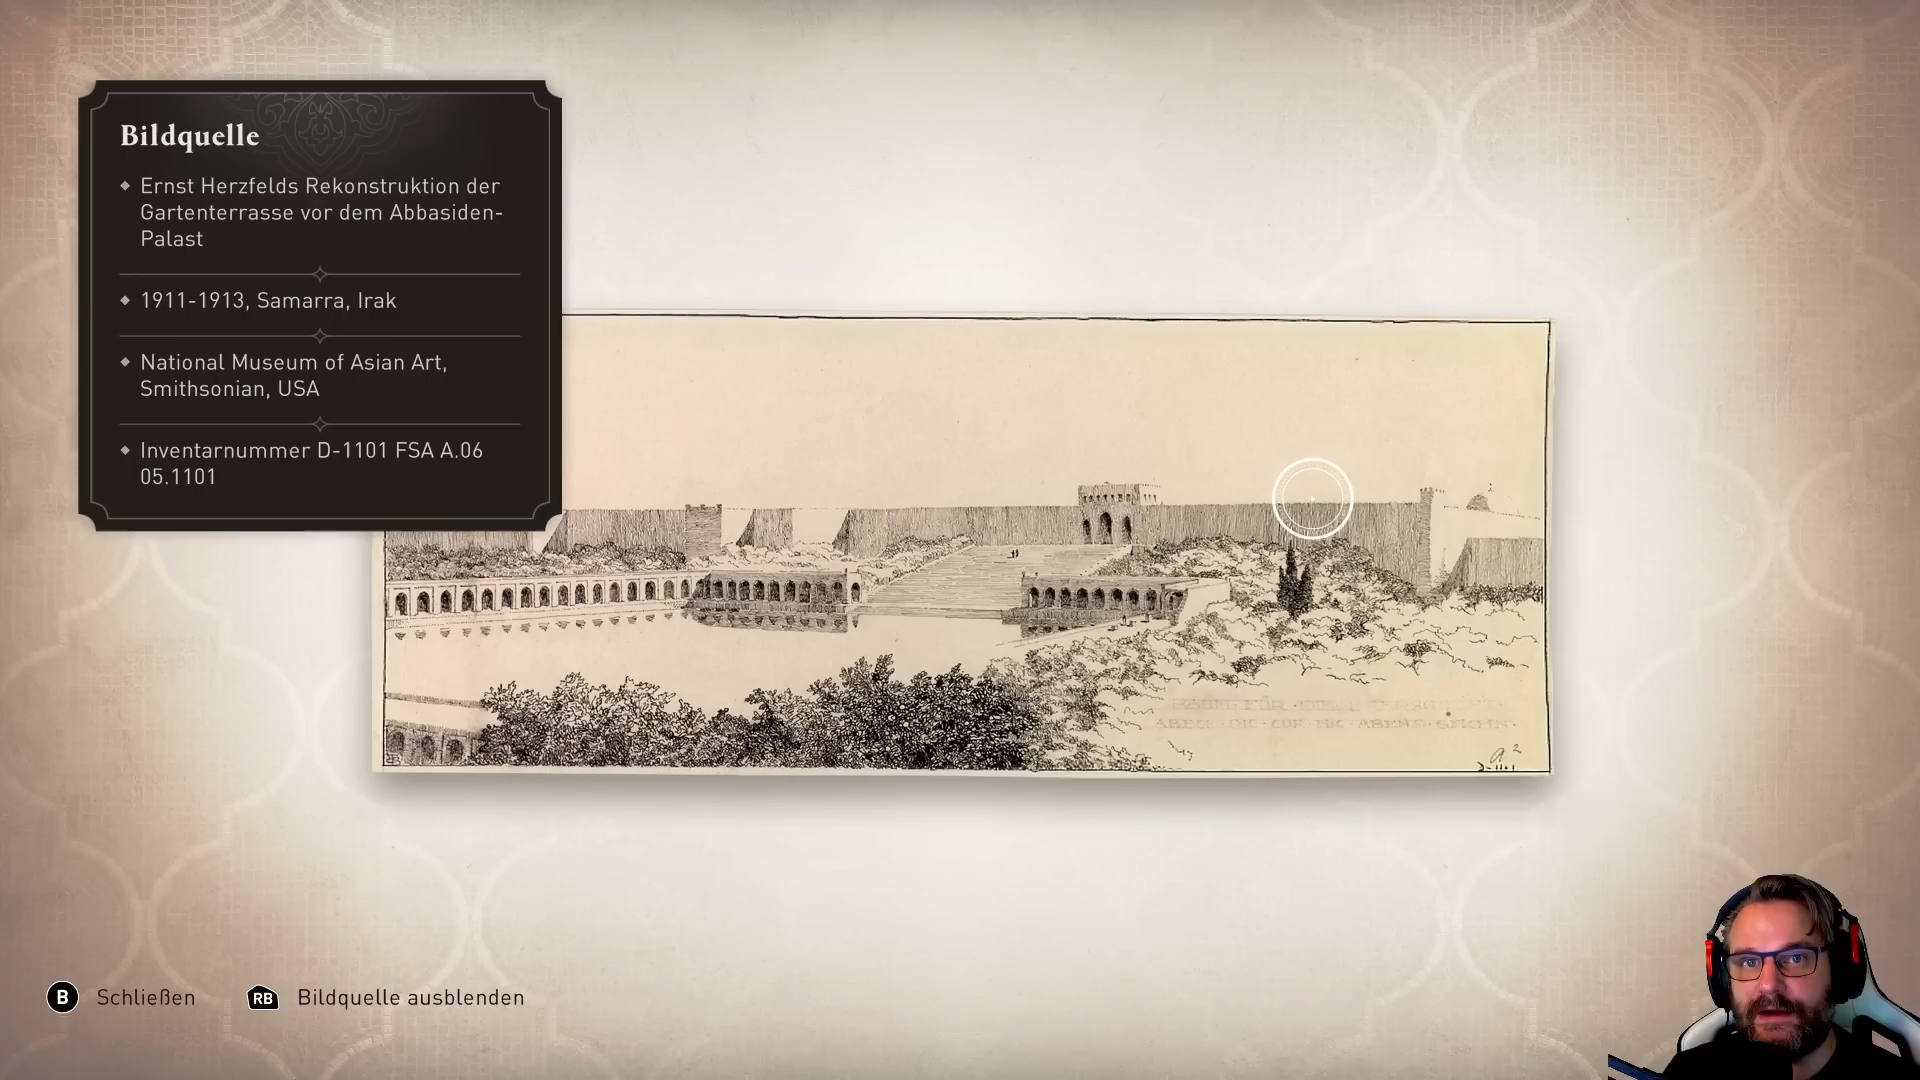 Bildquelle
Ernst Herzfelds Rekonstruktion der
Gartenterrasse vor dem Abbasiden-
Palast
1911-1913, Samarra, Irak
National Museum of Asian Art,
Smithsonian, USA
Inventarnummer D-1101 FSA A.06
05.1101
D-1101
B Schließen
RB Bildquelle ausblenden